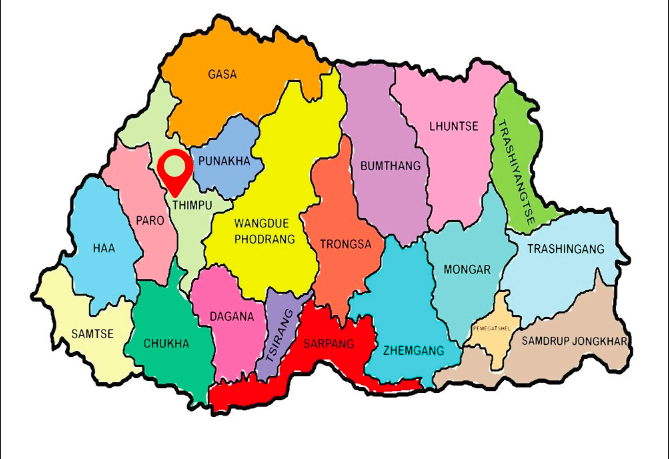 GASA
PUNAKHA
THIMPU
PARO
HAA
SAMTSE
CHUKHA
DAGANA
TSIRANG
WANGDUE
PHODRANG
TRONGSA
SARPANG
BUMTHANG
LHUNTSE
TRASHIYANGTSE
MONGAR
TRASHINGANG
ZHEMGANG
PEMEGATSHEL
SAMDRUP JONGKHAR